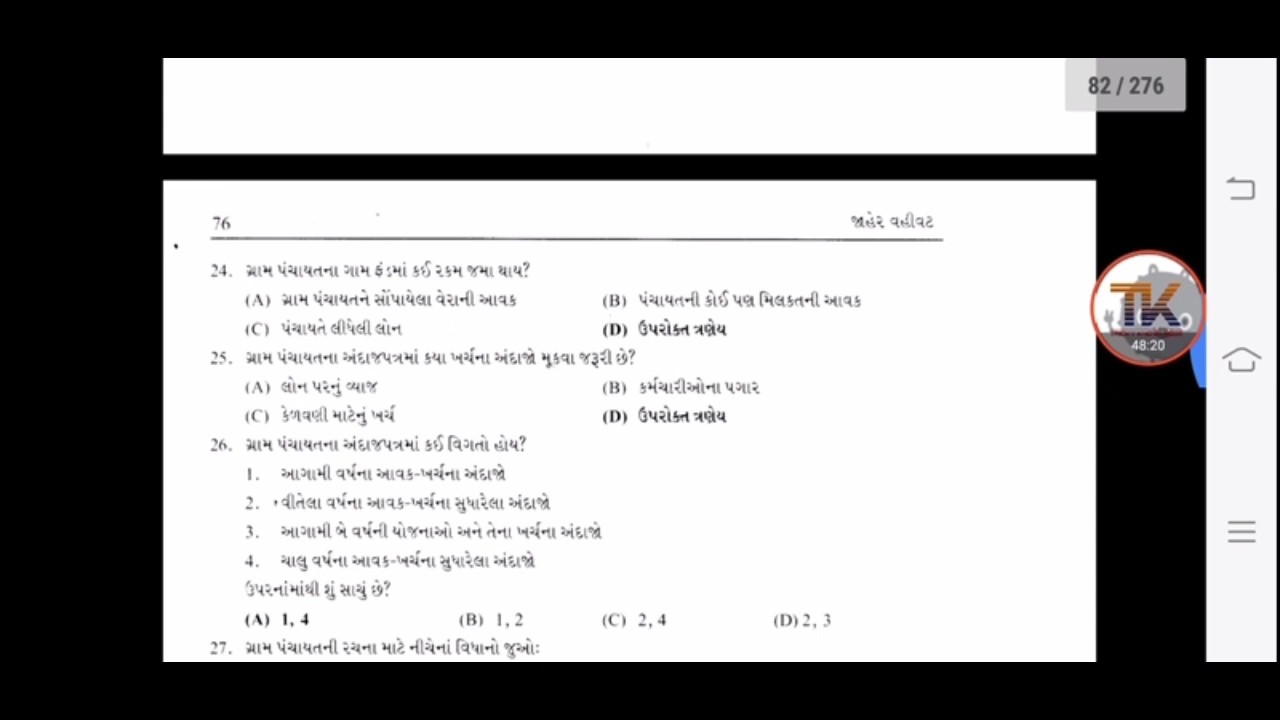 82 / 276
76 જાહેર વહીવટ
24. ગ્રામ પંચાયતના ગામ ફંડમાં કઈ રકમ જમા થાય?
(A) ગ્રામ પંચાયતને સોંપાયેલા વેરાની આવક (B) પંચાયતની કોઈ પણ મિલકતની આવક
(C) પંચાયતે લીધેલી લોન (D) ઉપરોક્ત ત્રણેય
25. ગ્રામ પંચાયતના અંદાજપત્રમાં કયા ખર્ચના અંદાજો મૂકવા જરૂરી છે?
(A) લોન પરનું વ્યાજ (B) કર્મચારીઓના પગાર
(C) કેળવણી માટેનું ખર્ચ (D) ઉપરોક્ત ત્રણેય
26. ગ્રામ પંચાયતના અંદાજપત્રમાં કઈ વિગતો હોય?
1. આગામી વર્ષના આવક-ખર્ચના અંદાજો
2. વીતેલા વર્ષના આવક-ખર્ચના સુધારેલા અંદાજો
3. આગામી બે વર્ષની યોજનાઓ અને તેના ખર્ચના અંદાજો
4. ચાલુ વર્ષના આવક-ખર્ચના સુધારેલા અંદાજો
ઉપરનાંમાંથી શું સાચું છે?
(A) 1, 4 (B) 1, 2 (C) 2, 4 (D) 2, 3
27. ગ્રામ પંચાયતની રચના માટે નીચેનાં વિધાનો જુઓઃ
TK
48:20